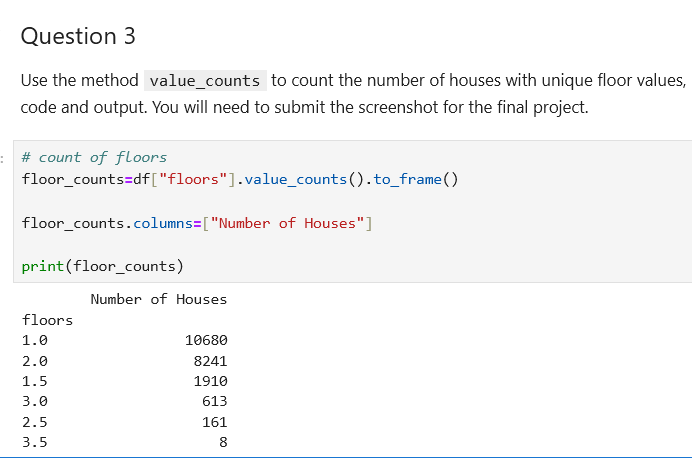 Question 3
Use the method value_counts to count the number of houses with unique floor values,
code and output. You will need to submit the screenshot for the final project.
: # count of floors
floor_counts=df["floors"].value_counts().to_frame()
floor_counts.columns=["Number of Houses"]
print(floor_counts)
Number of Houses
floors
1.0 10680
2.0 8241
1.5 1910
3.0 613
2.5 161
3.5 8